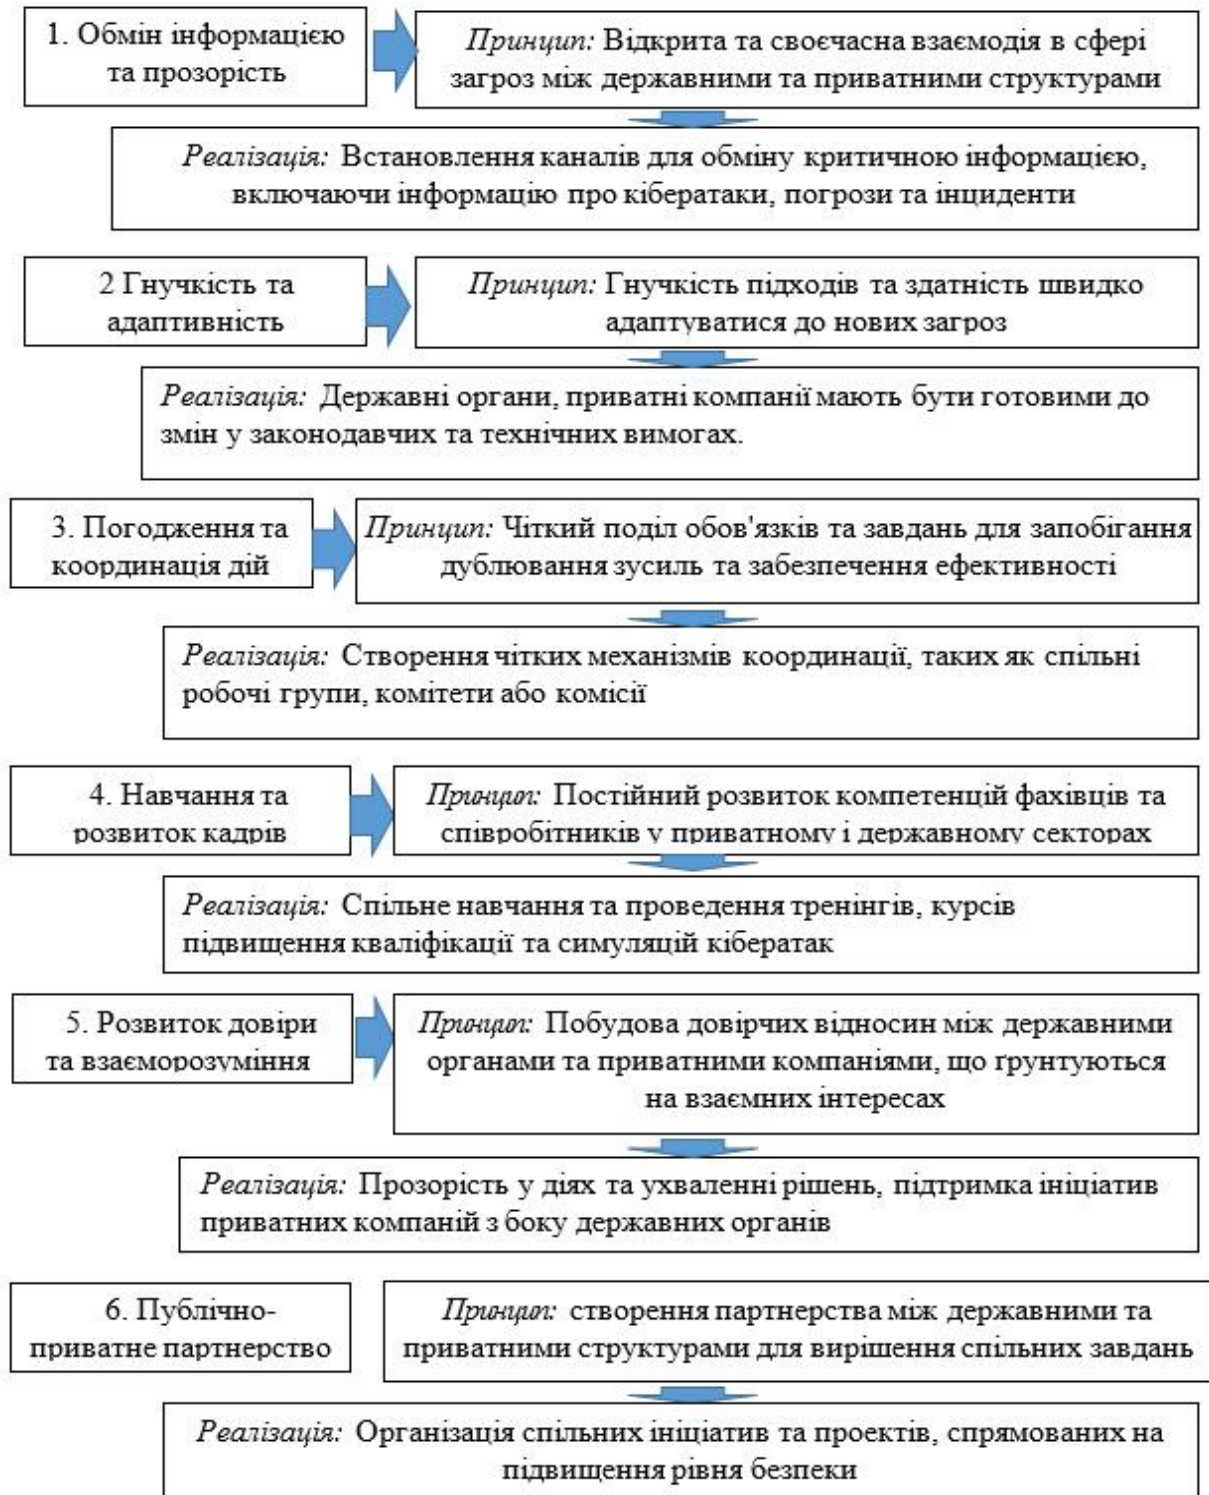 1. Обмін інформацією
та прозорість
Принцип: Відкрита та своєчасна взаємодія в сфері
загроз між державними та приватними структурами
Реалізація: Встановлення каналів для обміну критичною інформацією,
включаючи інформацію про кібератаки, погрози та інциденти
2 Гнучкість та
адаптивність
Принцип: Гнучкість підходів та здатність швидко
адаптуватися до нових загроз
Реалізація: Державні органи, приватні компанії мають бути готовими до
змін у законодавчих та технічних вимогах.
3. Погодження та
координація дій
Принцип: Чіткий поділ обов'язків та завдань для запобігання
дублювання зусиль та забезпечення ефективності
Реалізація: Створення чітких механізмів координації, таких як спільні
робочі групи, комітети або комісії
4. Навчання та
розвиток кадрів
Принцип: Постійний розвиток компетенцій фахівців та
співробітників у приватному і державному секторах
Реалізація: Спільне навчання та проведення тренінгів, курсів
підвищення кваліфікації та симуляцій кібератак
5. Розвиток довіри
та взаєморозуміння
Принцип: Побудова довірчих відносин між державними
органами та приватними компаніями, що ґрунтуються
на взаємних інтересах
Реалізація: Прозорість у діях та ухваленні рішень, підтримка ініціатив
приватних компаній з боку державних органів
6. Публічно-
приватне партнерство
Принцип: створення партнерства між державними та
приватними структурами для вирішення спільних завдань
Реалізація: Організація спільних ініціатив та проектів, спрямованих на
підвищення рівня безпеки